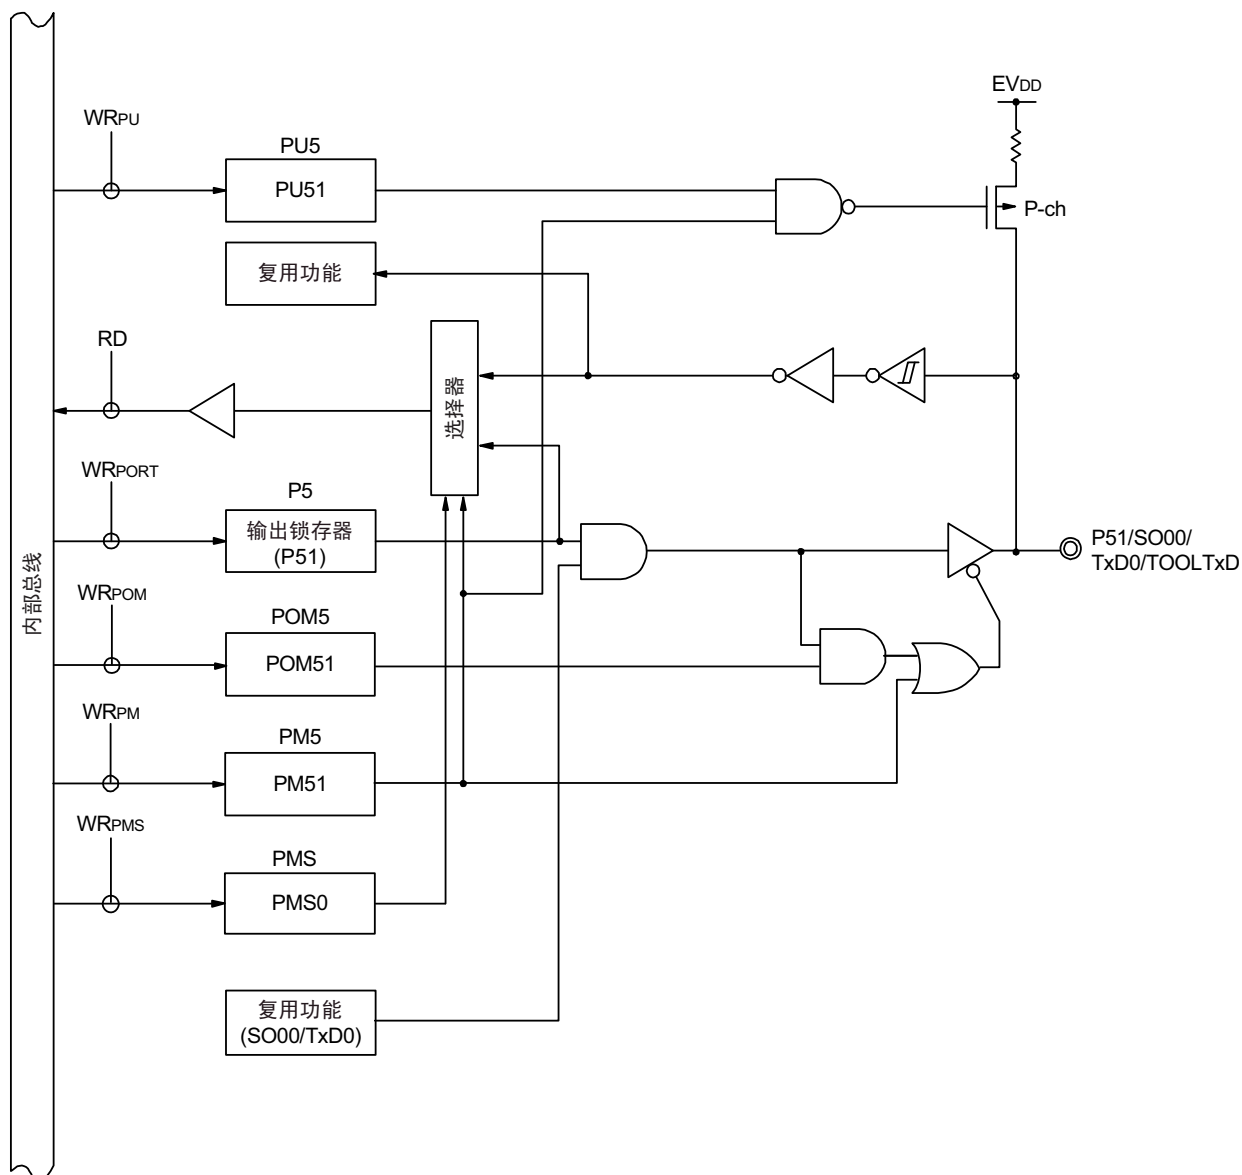 EVDD
WRPU
PU5
PU51
P-ch
复用功能
RD
选择器
WRPORT
P5
输出锁存器
(P51)
P51/SO00/
TxD0/TOOLTxD
内部总线
WRPOM
POM5
POM51
WRPM
PM5
PM51
WRPMS
PMS
PMS0
复用功能
(SO00/TxD0)